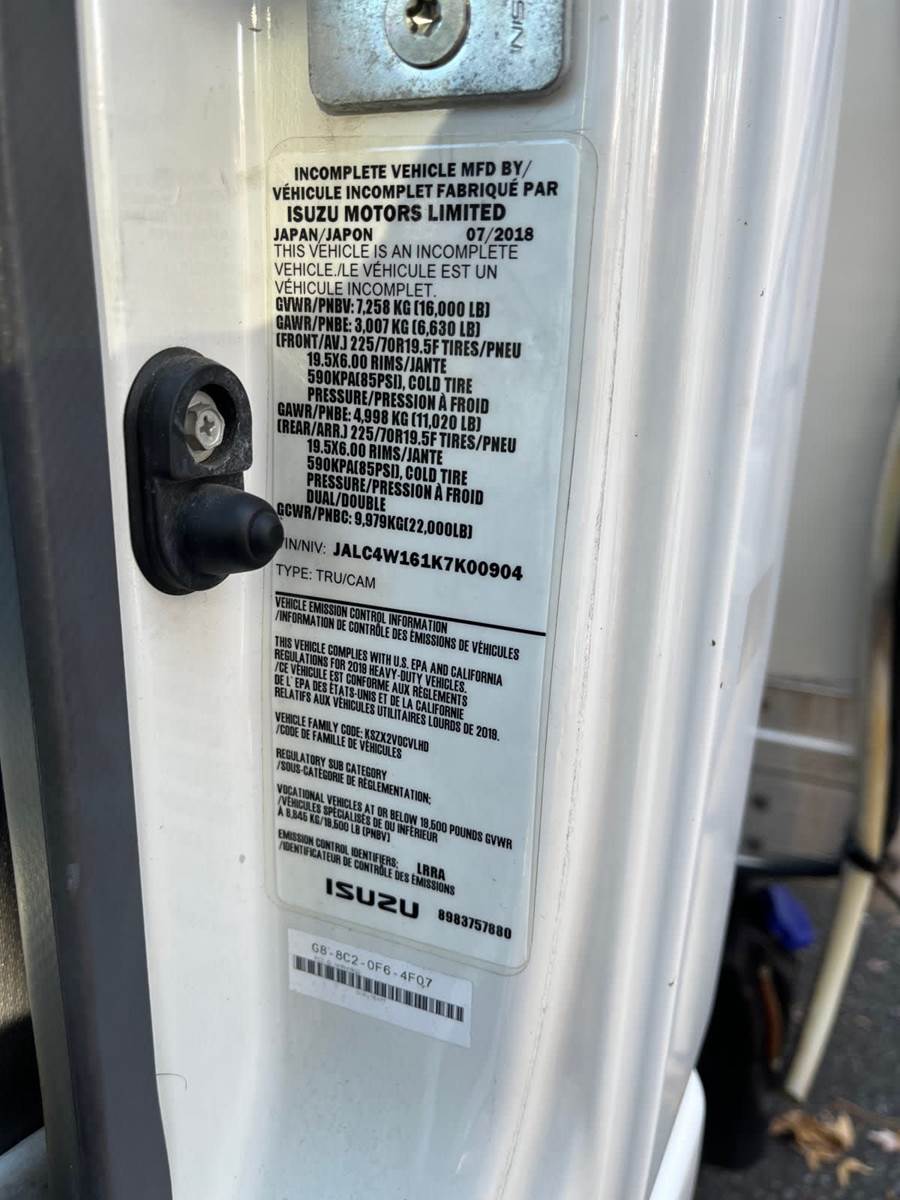 INCOMPLETE VEHICLE MFD BY/
VÉHICULE INCOMPLET FABRIQUÉ PAR
ISUZU MOTORS LIMITED
JAPAN/JAPON 07/2018
THIS VEHICLE IS AN INCOMPLETE
VEHICLE./LE VÉHICULE EST UN
VÉHICULE INCOMPLET.
GVWR/PNBV: 7,258 KG (16,000 LB)
GAWR/PNBE: 3,007 KG (6,630 LB)
(FRONT/AV.) 225/70R19.5F TIRES/PNEU
19.5X6.00 RIMS/JANTE
590KPA(85PSI), COLD TIRE
PRESSURE/PRESSION À FROID
GAWR/PNBE: 4,998 KG (11,020 LB)
(REAR/ARR.) 225/70R19.5F TIRES/PNEU
19.5X6.00 RIMS/JANTE
590KPA(85PSI), COLD TIRE
PRESSURE/PRESSION À FROID
DUAL/DOUBLE
GCWR/PNBC: 9,979KG(22,000LB)
VIN/NIV: JALC4W161K7K00904
TYPE: TRU/CAM
VEHICLE EMISSION CONTROL INFORMATION
/INFORMATION DE CONTRÔLE DES ÉMISSIONS DE VÉHICULES
THIS VEHICLE COMPLIES WITH U.S. EPA AND CALIFORNIA
REGULATIONS FOR 2019 HEAVY-DUTY VEHICLES.
/CE VÉHICULE EST CONFORME AUX RÈGLEMENTS
DE L' EPA DES ÉTATS-UNIS ET DE LA CALIFORNIE
RELATIFS AUX VÉHICULES UTILITAIRES LOURDS DE 2019.
VEHICLE FAMILY CODE: KSZX2VOCVLHD
/CODE DE FAMILLE DE VÉHICULES
REGULATORY SUB CATEGORY
/SOUS-CATÉGORIE DE RÈGLEMENTATION:
VOCATIONAL VEHICLES AT OR BELOW 19,500 POUNDS GVWR
/VÉHICULES SPÉCIALISÉS DE OU INFÉRIEUR
À 8,845 KG/19,500 LB (PNBV)
EMISSION CONTROL IDENTIFIERS: LRRA
/IDENTIFICATEUR DE CONTRÔLE DES ÉMISSIONS
ISUZU 8983757880
G8-8C2-0F6-4F07